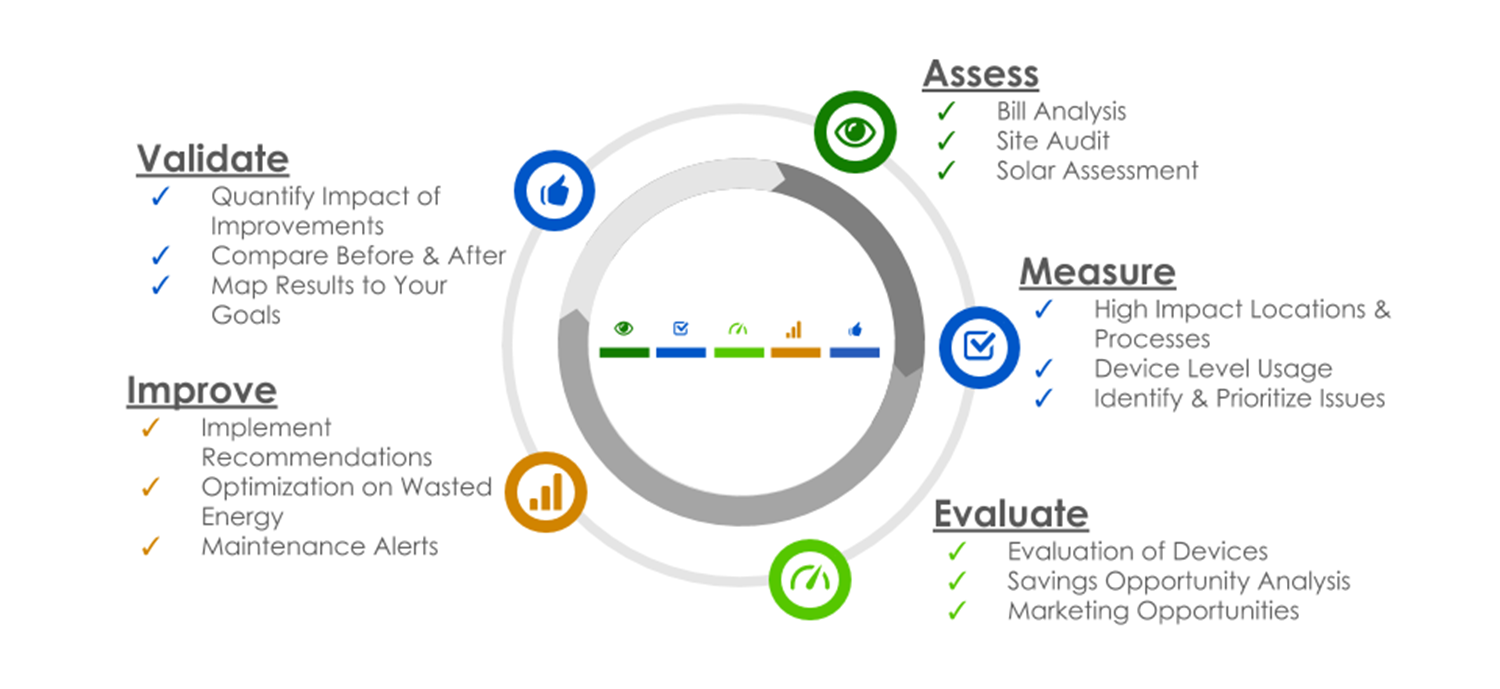 Assess
Bill Analysis
Site Audit
Solar Assessment
Measure
High Impact Locations &
Processes
Device Level Usage
Identify & Prioritize Issues
Evaluate
Evaluation of Devices
Savings Opportunity Analysis
Marketing Opportunities
Improve
Implement
Recommendations
Optimization on Wasted
Energy
Maintenance Alerts
Validate
Quantify Impact of
Improvements
Compare Before & After
Map Results to Your
Goals